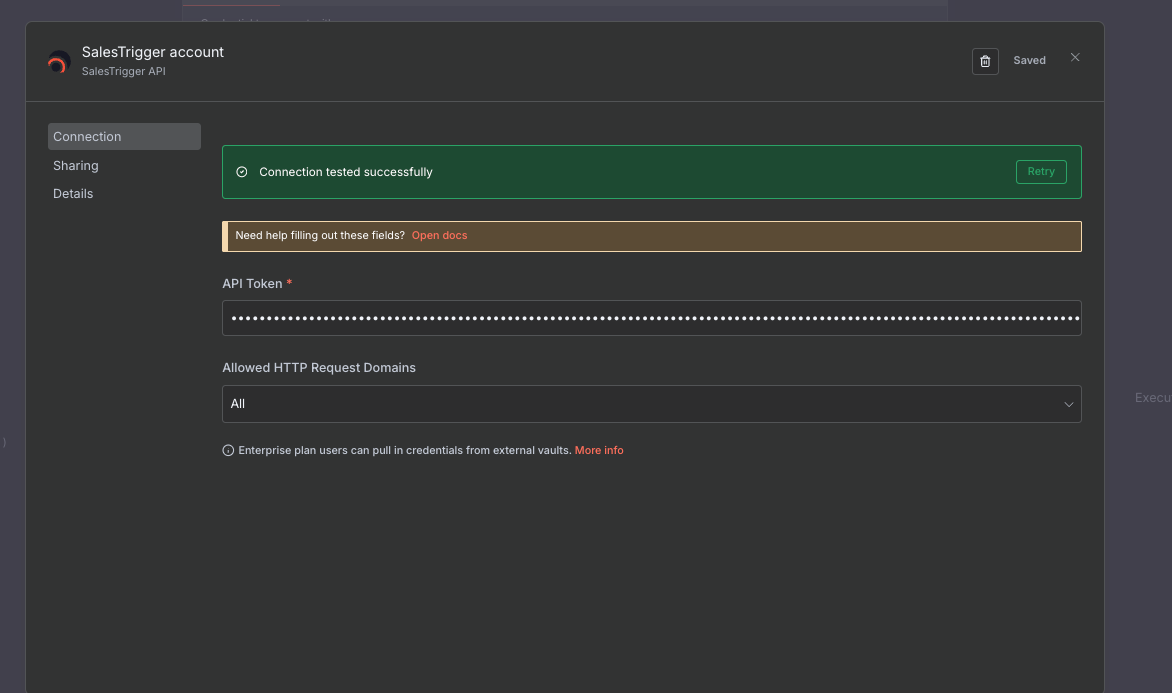 SalesTrigger account
SalesTrigger API
Saved
Connection
Sharing
Details
Connection tested successfully
Retry
Need help filling out these fields? Open docs
API Token *
Allowed HTTP Request Domains
All
Enterprise plan users can pull in credentials from external vaults. More info
Execu
)